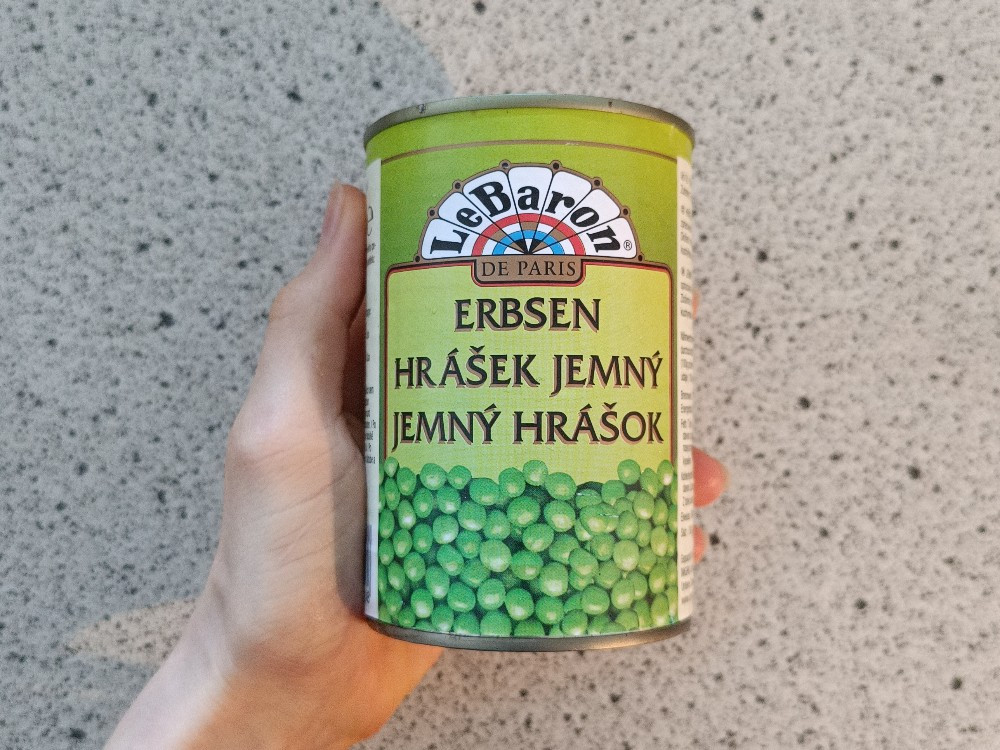 LeBaron®
DE PARIS
ERBSEN
HRÁŠEK JEMNÝ
JEMNÝ HRÁŠOK